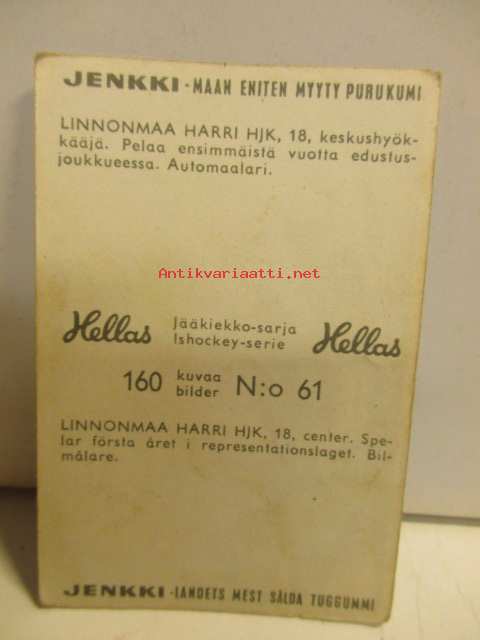 JENKKI - MAAN ENITEN MYYTY PURUKUMI
LINNONMAA HARRI HJK, 18, keskushyök-
kääjä. Pelaa ensimmäistä vuotta edustus-
joukkueessa. Automaalari.
Antikvariaatti.net
Hellas Jääkiekko-sarja Hellas
Ishockey-serie
160 kuvaa N:o 61
bilder
LINNONMAA HARRI HJK, 18, center. Spe-
lar första året i representationslaget. Bil-
målare.
JENKKI - LANDETS MEST SÅLDA TUGGUMMI